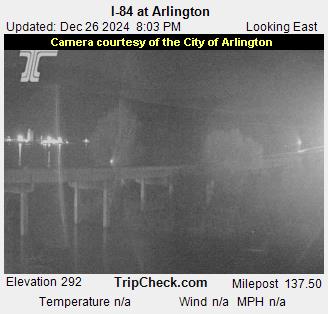 I-84 at Arlington
Updated: Dec 26 2024 8:03 PM Looking East
Camera courtesy of the City of Arlington
Elevation 292 TripCheck.com Milepost 137.50
Temperature n/a Wind n/a MPH n/a